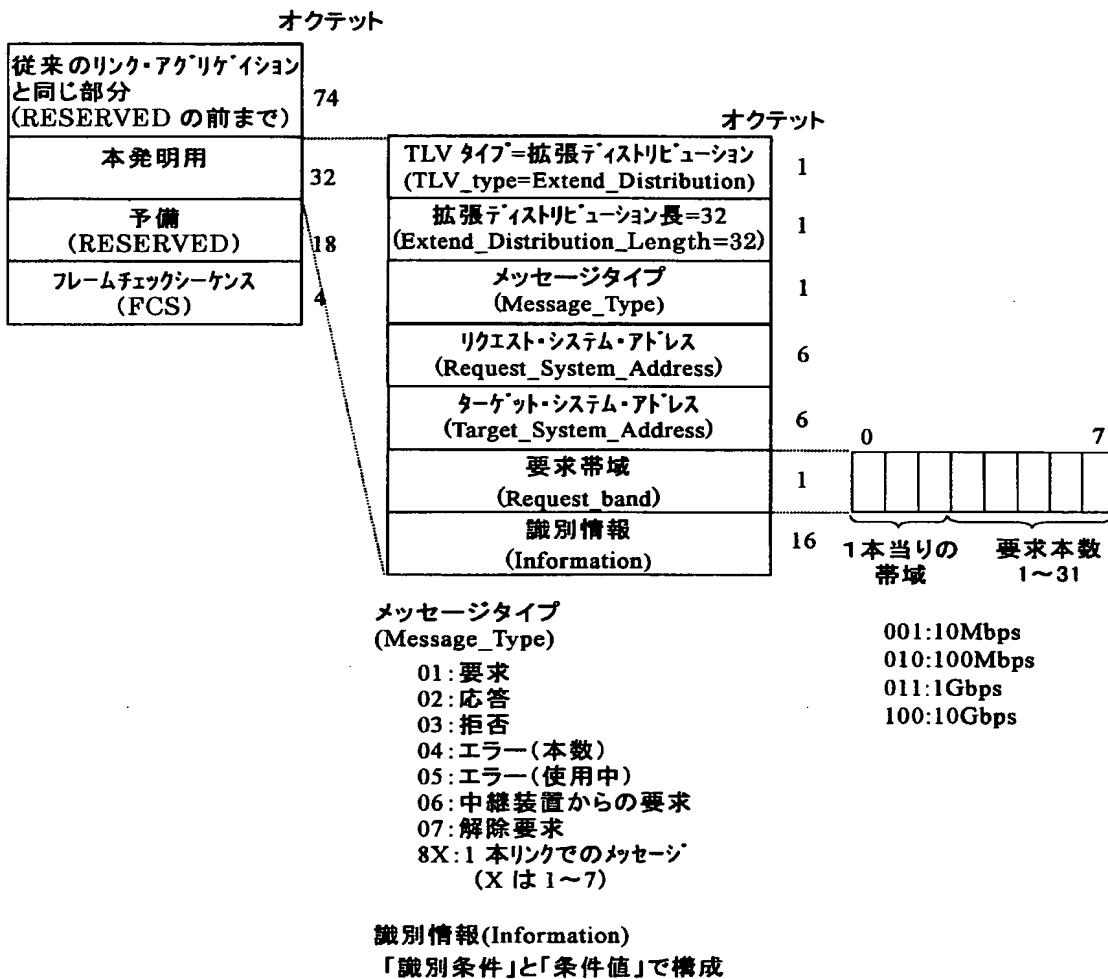 オクテット
従来のリンク・アグリゲイション
と同じ部分
(RESERVED の前まで)
74
本発明用
32
予備
(RESERVED)
18
フレームチェックシーケンス
(FCS)
4
オクテット
TLV タイプ=拡張ディストリビューション
(TLV_type=Extend_Distribution)
1
拡張ディストリビューション長=32
(Extend_Distribution_Length=32)
1
メッセージタイプ
(Message_Type)
1
リクエスト・システム・アドレス
(Request_System_Address)
6
ターゲット・システム・アドレス
(Target_System_Address)
6
要求帯域
(Request_band)
1
識別情報
(Information)
16
0 7
1本当りの
帯域
要求本数
1~31
001:10Mbps
010:100Mbps
011:1Gbps
100:10Gbps
メッセージタイプ
(Message_Type)
01:要求
02:応答
03:拒否
04:エラー(本数)
05:エラー(使用中)
06:中継装置からの要求
07:解除要求
8X:1 本リンクでのメッセージ
(X は 1~7)
識別情報(Information)
「識別条件」と「条件値」で構成